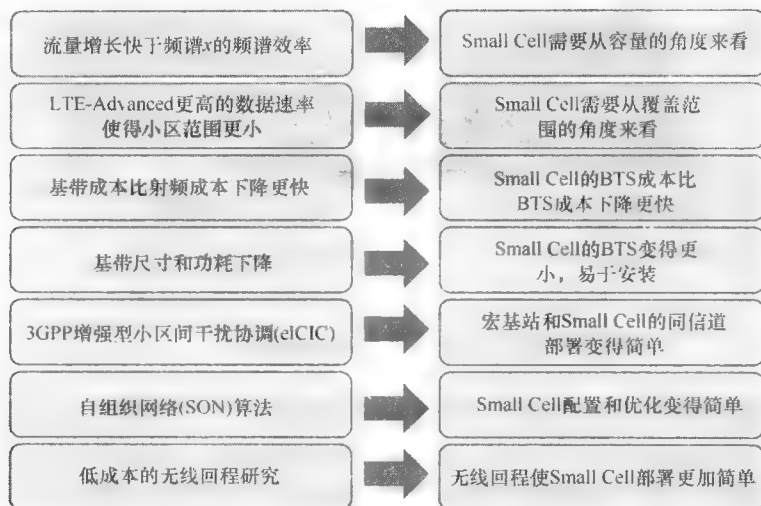 流量增长快于频谱x的频谱效率
Small Cell需要从容量的角度来看
LTE-Advanced更高的数据速率
使得小区范围更小
Small Cell需要从覆盖范
围的角度来看
基带成本比射频成本下降更快
Small Cell的BTS成本比
BTS成本下降更快
基带尺寸和功耗下降
Small Cell的BTS变得更
小，易于安装
3GPP增强型小区间干扰协调(eICIC)
宏基站和Small Cell的同信道
部署变得简单
自组织网络(SON)算法
Small Cell配置和优化变得简单
低成本的无线回程研究
无线回程使Small Cell部署更加简单